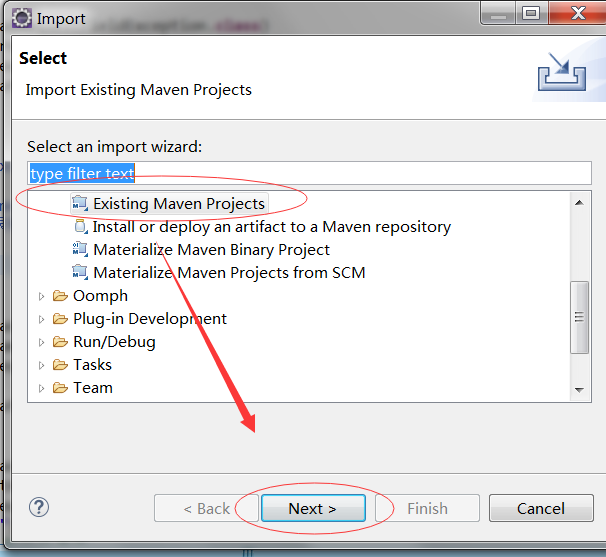 Import
Select
Import Existing Maven Projects
Select an import wizard:
type filter text
Existing Maven Projects
Install or deploy an artifact to a Maven repository
Materialize Maven Binary Project
Materialize Maven Projects from SCM
Oomph
Plug-in Development
Run/Debug
Tasks
Team
?
< Back
Next >
Finish
Cancel